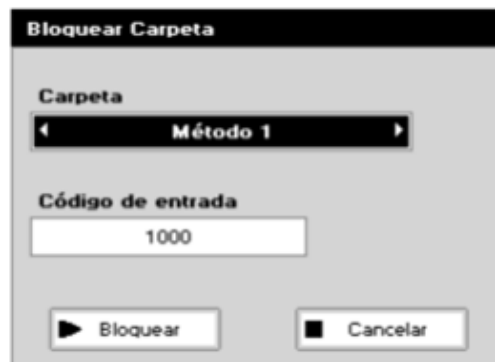 Bloquear Carpeta
Carpeta
Método 1
Código de entrada
1000
Bloquear
Cancelar